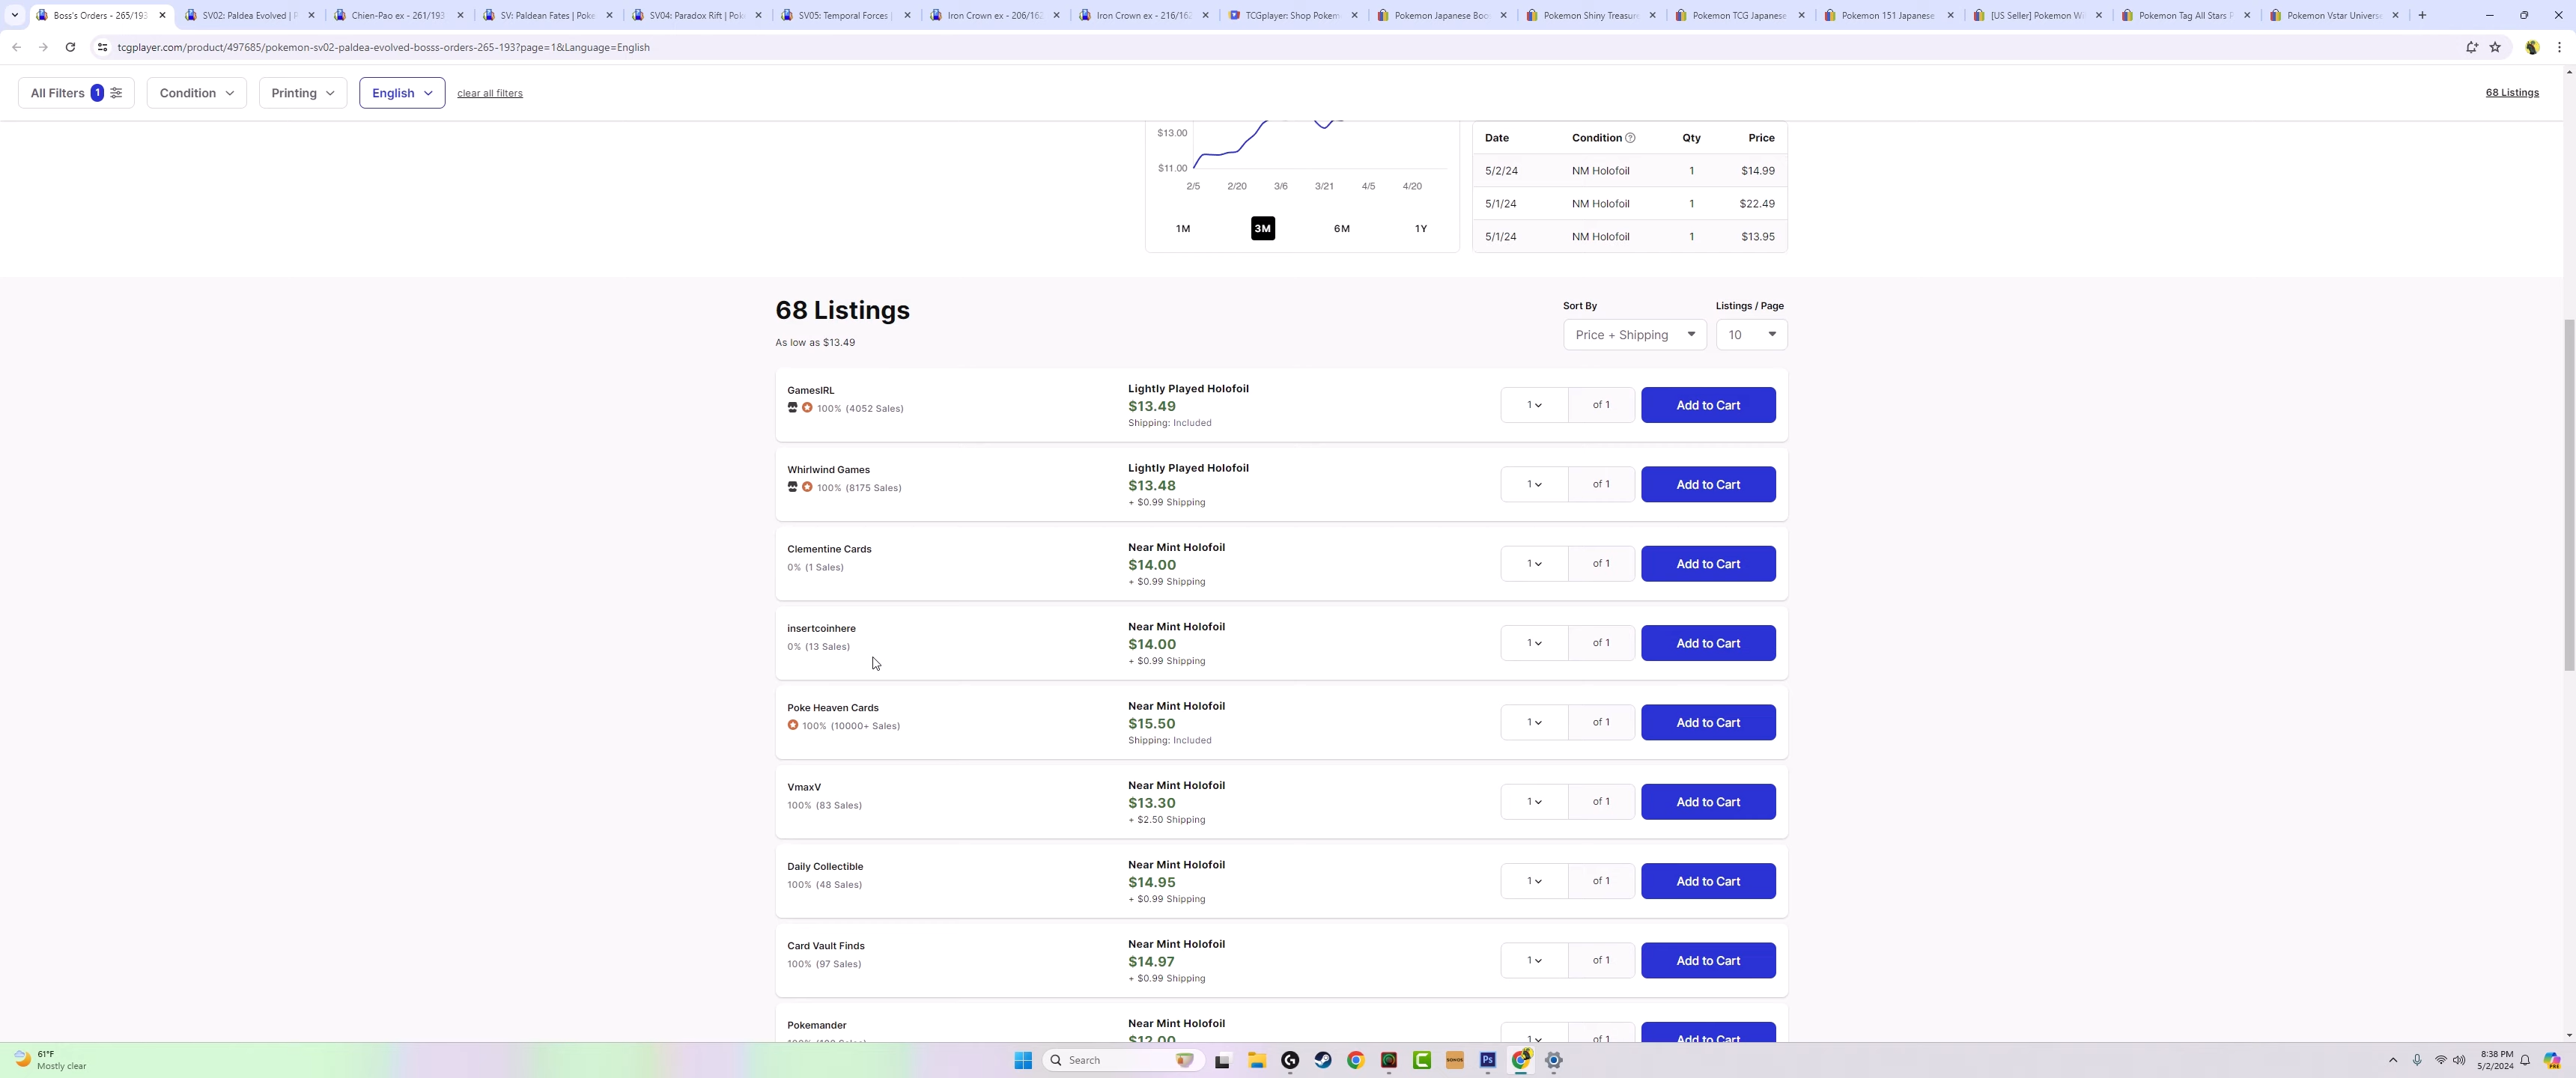 Boss's Orders - 265/193
SV02: Paldea Evolved | P
Chien-Pao ex - 261/193
SV: Paldean Fates | Poke
SV04: Paradox Rift | Pok
SV05: Temporal Forces |
Iron Crown ex - 206/162
Iron Crown ex - 216/162
TCGplayer: Shop Pokem
Pokemon Japanese Boo
Pokemon Shiny Treasur
Pokemon TCG Japanese
Pokemon 151 Japanese
[US Seller] Pokemon Wi
Pokemon Tag All Stars P
Pokemon Vstar Universe
tcgplayer.com/product/497685/pokemon-sv02-paldea-evolved-bosss-orders-265-193?page=1&Language=English
All Filters 1 Condition Printing English clear all filters 68 Listings
$13.00
$11.00
2/5 2/20 3/6 3/21 4/5 4/20
1M 3M 6M 1Y
Date Condition Qty Price
5/2/24 NM Holofoil 1 $14.99
5/1/24 NM Holofoil 1 $22.49
5/1/24 NM Holofoil 1 $13.95
68 Listings
As low as $13.49
Sort By Listings / Page
Price + Shipping 10
GamesIRL
100% (4052 Sales)
Lightly Played Holofoil
$13.49
Shipping: Included
1 of 1 Add to Cart
Whirlwind Games
100% (8175 Sales)
Lightly Played Holofoil
$13.48
+ $0.99 Shipping
1 of 1 Add to Cart
Clementine Cards
0% (1 Sales)
Near Mint Holofoil
$14.00
+ $0.99 Shipping
1 of 1 Add to Cart
insertcoinhere
0% (13 Sales)
Near Mint Holofoil
$14.00
+ $0.99 Shipping
1 of 1 Add to Cart
Poke Heaven Cards
100% (10000+ Sales)
Near Mint Holofoil
$15.50
Shipping: Included
1 of 1 Add to Cart
VmaxV
100% (83 Sales)
Near Mint Holofoil
$13.30
+ $2.50 Shipping
1 of 1 Add to Cart
Daily Collectible
100% (48 Sales)
Near Mint Holofoil
$14.95
+ $0.99 Shipping
1 of 1 Add to Cart
Card Vault Finds
100% (97 Sales)
Near Mint Holofoil
$14.97
+ $0.99 Shipping
1 of 1 Add to Cart
Pokemander
Near Mint Holofoil
$12.00
1 of 1 Add to Cart
61°F
Mostly clear
Search
Ps
8:38 PM
5/2/2024